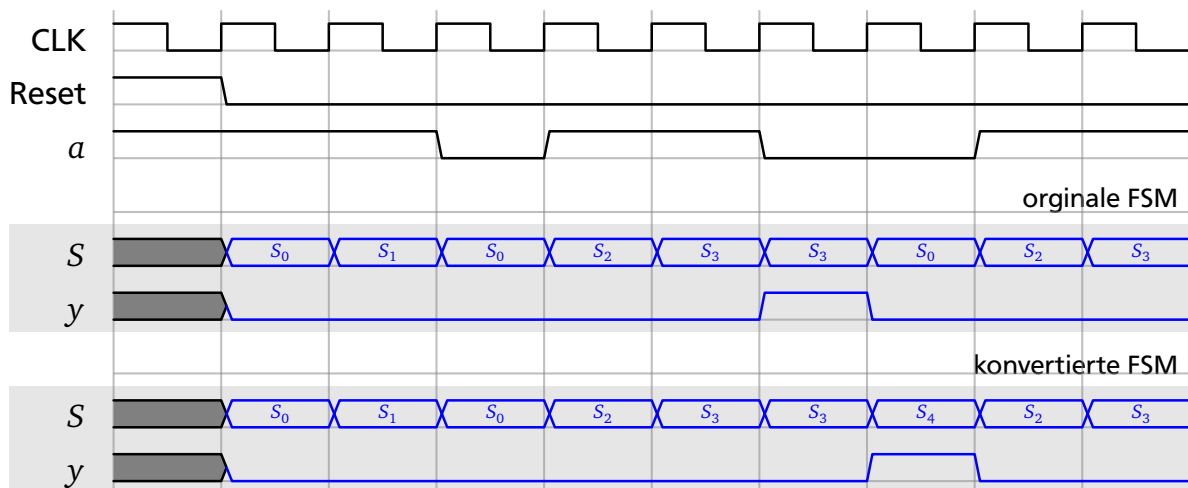 CLK
Reset
a
orginale FSM
S S₀ S₁ S₀ S₂ S₃ S₃ S₀ S₂ S₃
y
konvertierte FSM
S S₀ S₁ S₀ S₂ S₃ S₃ S₄ S₂ S₃
y